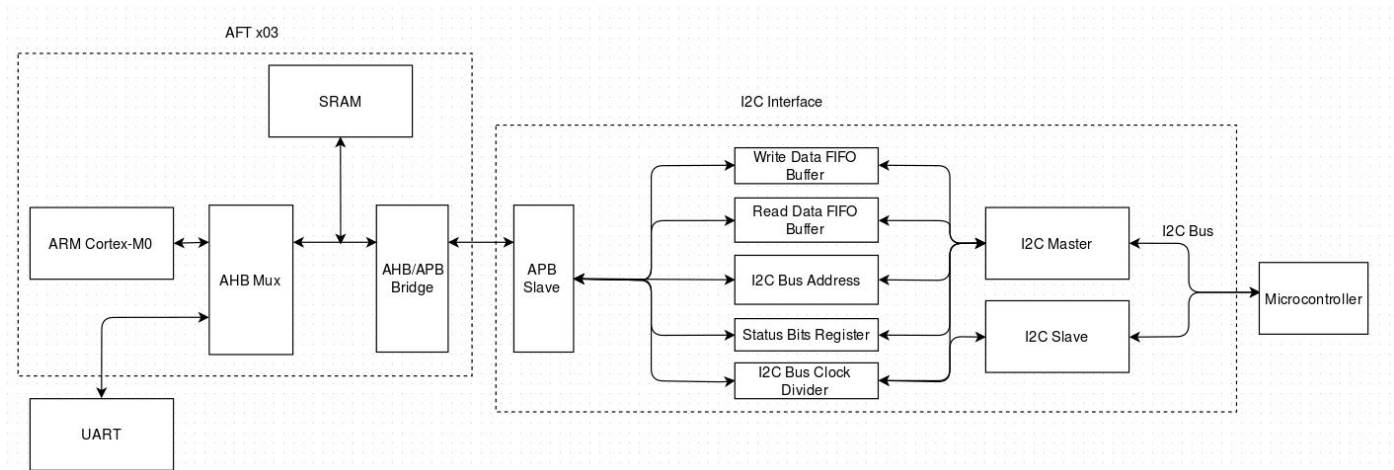 AFT x03
SRAM
I2C Interface
Write Data FIFO
Buffer
Read Data FIFO
Buffer
ARM Cortex-M0
AHB Mux
AHB/APB
Bridge
APB
Slave
I2C Bus Address
I2C Master
I2C Bus
Microcontroller
Status Bits Register
I2C Slave
I2C Bus Clock
Divider
UART